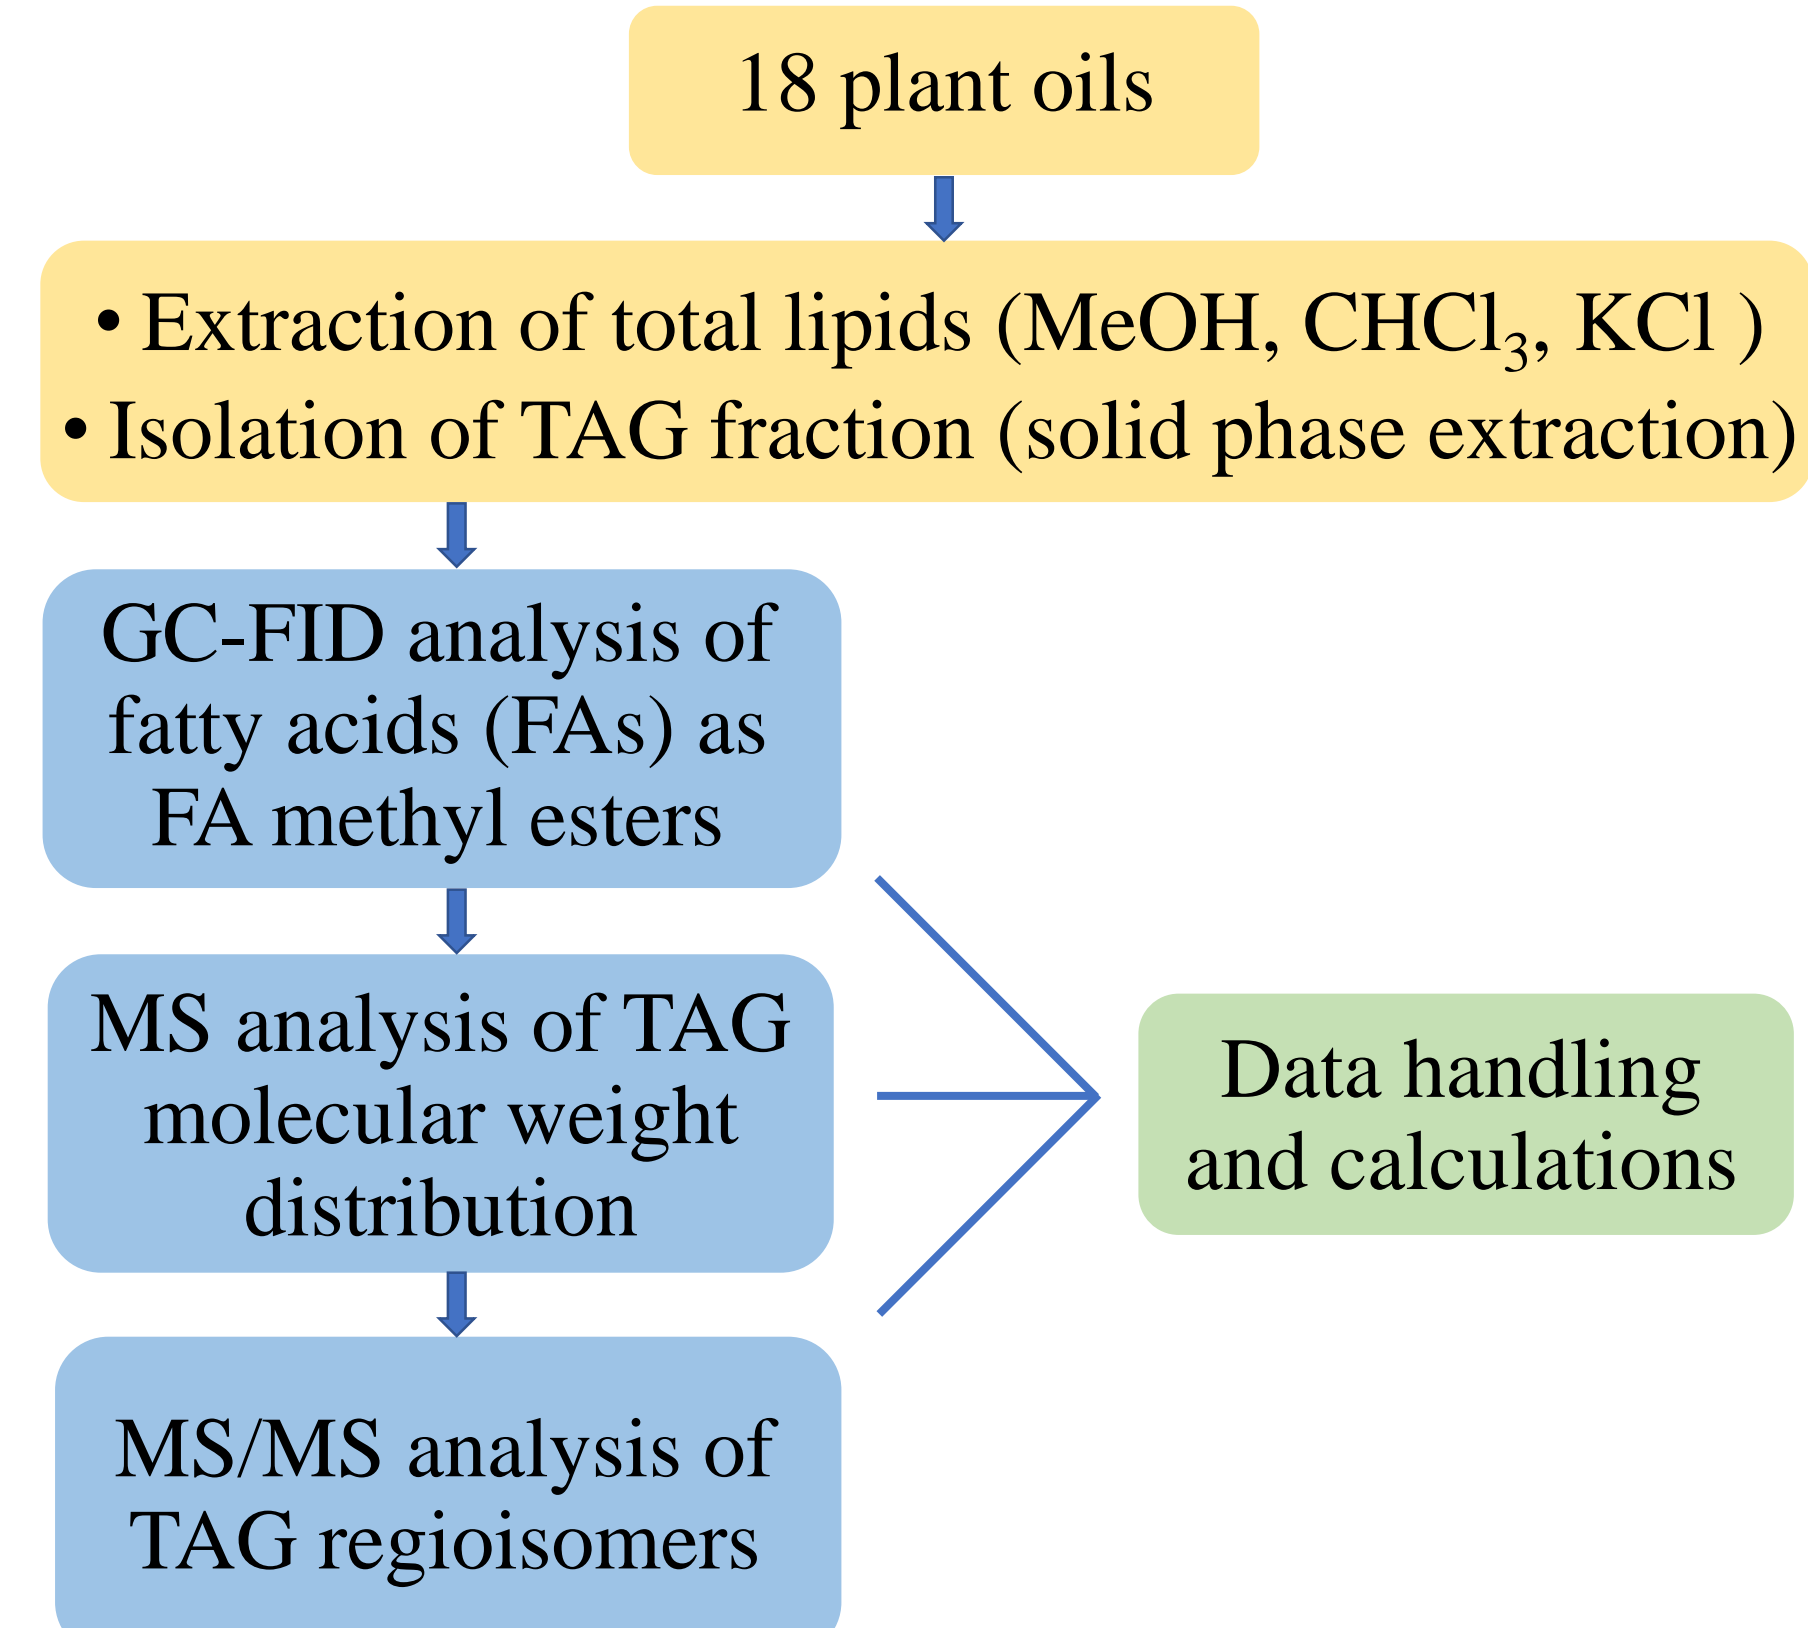 18 plant oils
• Extraction of total lipids (MeOH, CHCl₃, KCl )
• Isolation of TAG fraction (solid phase extraction)
GC-FID analysis of
fatty acids (FAs) as
FA methyl esters
MS analysis of TAG
molecular weight
distribution
MS/MS analysis of
TAG regioisomers
Data handling
and calculations